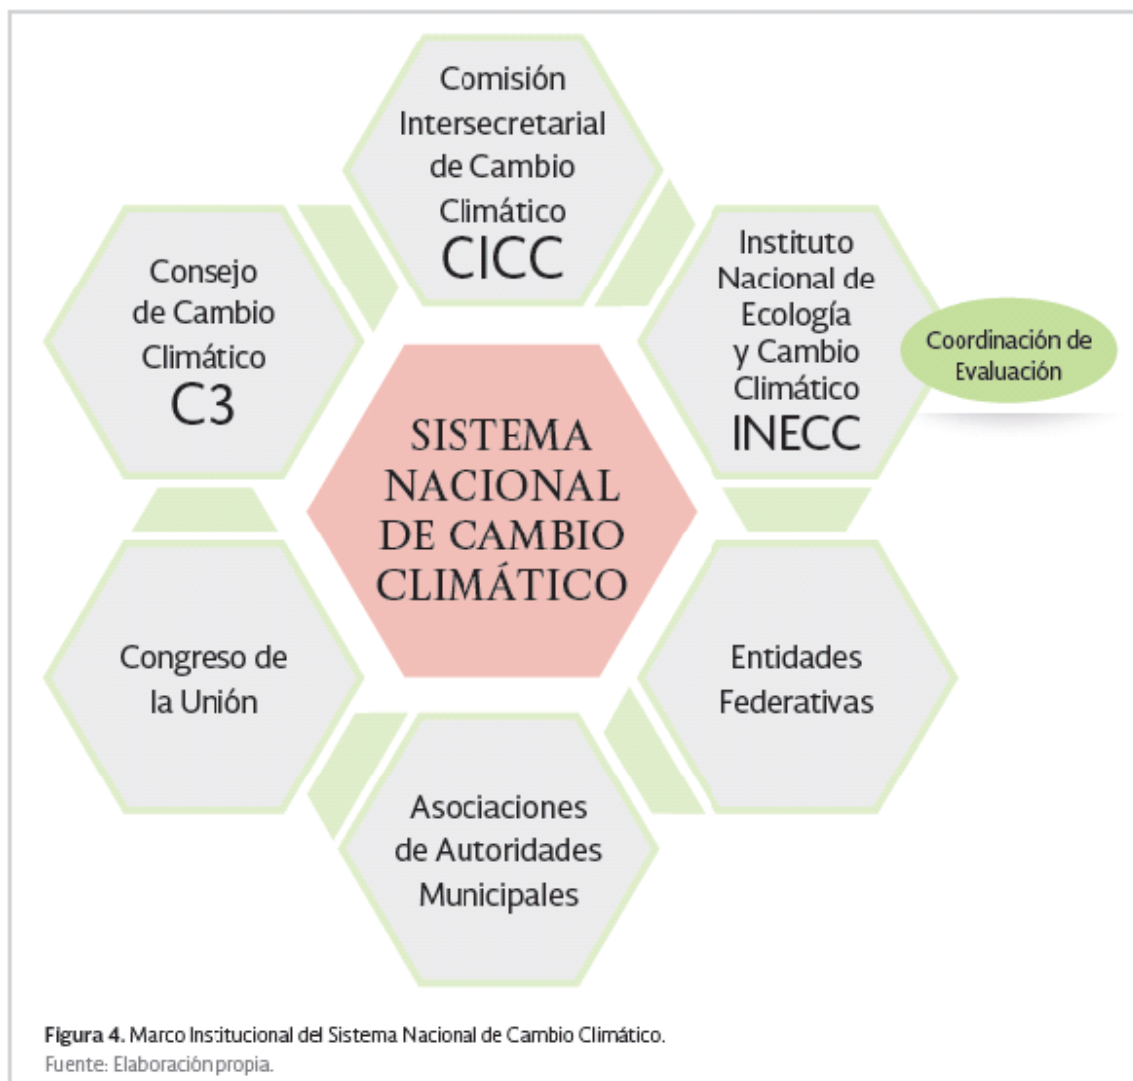 Comisión
Intersecretarial
de Cambio
Climático
CICC
Instituto
Nacional de
Ecología
y Cambio
Climático
INECC
Coordinación de
Evaluación
Consejo
de Cambio
Climático
C3
SISTEMA
NACIONAL
DE CAMBIO
CLIMÁTICO
Congreso de
la Unión
Entidades
Federativas
Asociaciones
de Autoridades
Municipales
Figura 4. Marco Institucional del Sistema Nacional de Cambio Climático.
Fuente: Elaboración propia.